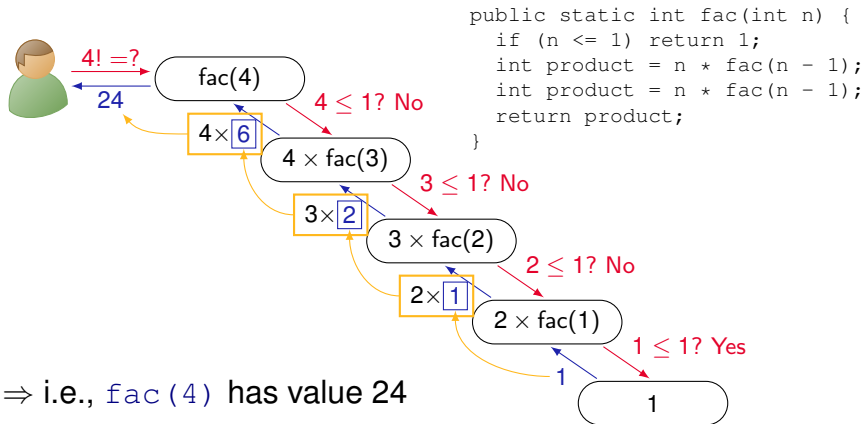 public static int fac(int n) {
if (n <= 1) return 1;
int product = n * fac(n - 1);
int product = n * fac(n - 1);
return product;
}
4! =?
24
fac(4)
4 ≤ 1? No
4×6
4 × fac(3)
3 ≤ 1? No
3×2
3 × fac(2)
2 ≤ 1? No
2×1
2 × fac(1)
1 ≤ 1? Yes
1
1
⇒ i.e., fac(4) has value 24